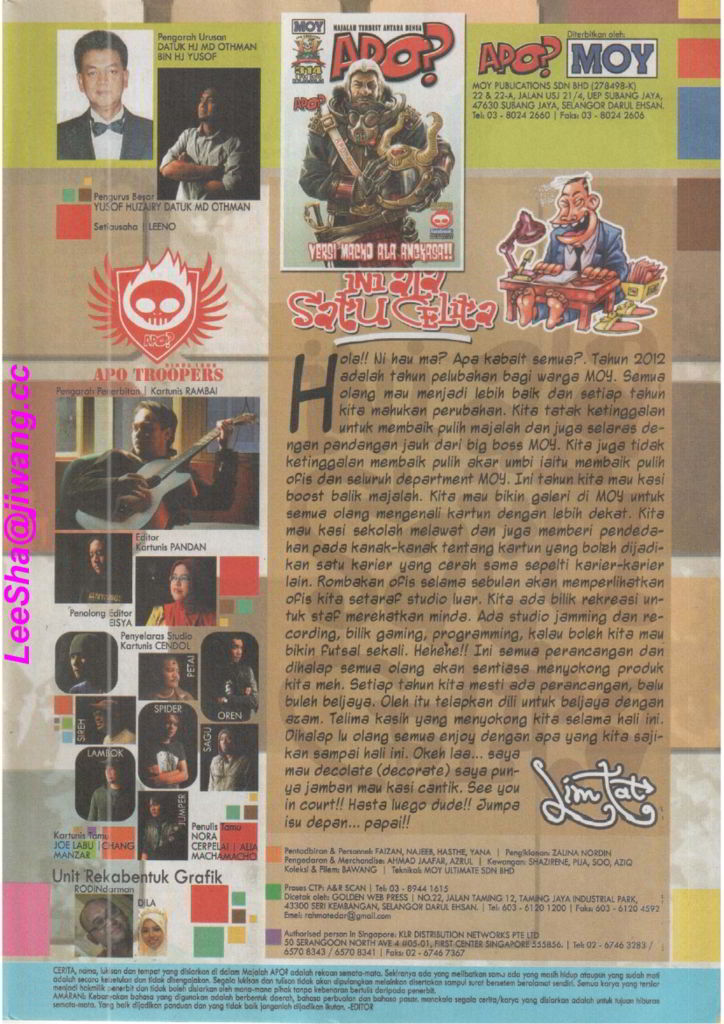 Pengarah Urusan
DATUK HJ MD OTHMAN
BIN HJ YUSOF
Pengurus Besar
YUSOF HUZAIRY DATUK MD OTHMAN
Setiausaha | LEENO
MOY
MAJALAH TERBEST ANTARA BENUA
APO?
314
APO?
VERSI MACHO ALA ANGKASA!!
APO?
Diterbitkan oleh:
MOY
MOY PUBLICATIONS SDN BHD (278498-K)
22 & 22-A, JALAN USJ 21/4, UEP SUBANG JAYA,
47630 SUBANG JAYA, SELANGOR DARUL EHSAN.
Tel: 03 - 8024 2660 | Faks: 03 - 8024 2606
APO?
APO TROOPERS
Pengarah Penerbitan | Kartunis RAMBAI
Editor
Kartunis PANDAN
Penolong Editor
EISYA
Penyelaras Studio
Kartunis CENDOL
PETAI
OREN
SIREH
SPIDER
SAGU
LAMBOK
JUMPER
Kartunis Tamu
JOE LABU | CHANG
MANZAR
Penulis Tamu
NORA
CERPELAI | ALIA
MACHAMACHO
Unit Rekabentuk Grafik
RODINdarman
DILA
INI ALA
SATU CELITA
Hola!! Ni hau ma? Apa kabalt semua?. Tahun 2012
adalah tahun pelubahan bagi warga MOY. Semua
olang mau menjadi lebih baik dan setiap tahun
kita mahukan perubahan. Kita tatak ketinggalan
untuk membaik pulih majalah dan juga selaras de-
ngan pandangan jauh dari big boss MOY. Kita juga tidak
ketinggalan membaik pulih akar umbi iaitu membaik pulih
ofis dan seluruh department MOY. Ini tahun kita mau kasi
boost balik majalah. Kita mau bikin galeri di MOY untuk
semua olang mengenali kartun dengan lebih dekat. Kita
mau kasi sekolah melawat dan juga memberi pendeda-
han pada kanak-kanak tentang kartun yang boleh dijadi-
kan satu karier yang cerah sama sepelti karier-karier
lain. Rombakan ofis selama sebulan akan memperlihatkan
ofis kita setaraf studio luar. Kita ada bilik rekreasi un-
tuk staf merehatkan minda. Ada studio jamming dan re-
cording, bilik gaming, programming, kalau boleh kita mau
bikin futsal sekali. Hehehe!! Ini semua perancangan dan
dihalap semua olang akan sentiasa menyokong produk
kita meh. Setiap tahun kita mesti ada perancangan, balu
buleh beljaya. Oleh itu telapkan dili untuk beljaya dengan
azam. Telima kasih yang menyokong kita selama hali ini.
Dihalap lu olang semua enjoy dengan apa yang kita saji-
kan sampai hali ini. Okeh laa... saya
mau decolate (decorate) saya pun-
ya jamban mau kasi cantik. See you
in court!! Hasta luego dude!! Jumpa
isu depan... papai!!
Lim Tat
Pentadbiran & Personnel: FAIZAN, NAJEEB, HASTHE, YANA | Pengiklanan: ZALINA NORDIN
Pengedaran & Merchandise: AHMAD JAAFAR, AZRUL | Kewangan: SHAZIRENE, PIJA, SOO, AZIQ
Koleksi & Filem: BAWANG | Teknikal: MOY ULTIMATE SDN BHD
Proses CTP: A&R SCAN | Tel: 03 - 8944 1615
Dicetak oleh: GOLDEN WEB PRESS | NO.22, JALAN TAMING 12, TAMING JAYA INDUSTRIAL PARK,
43300 SERI KEMBANGAN, SELANGOR DARUL EHSAN. | Tel: 603 - 6120 1200 | Faks: 603 - 6120 4592
Emel: rahmatedar@gmail.com
Authorised person in Singapore: KLR DISTRIBUTION NETWORKS PTE LTD
50 SERANGOON NORTH AVE 4 #05-01, FIRST CENTER SINGAPORE 555856. | Tel: 02 - 6746 3283 /
6570 8343 / 6570 8341 | Faks: 02 - 6746 7367
CERITA, nama, lukisan dan tempat yang disiarkan di dalam Majalah APO? adalah rekaan semata-mata. Sekiranya ada yang melibatkan sama ada yang masih hidup ataupun yang sudah mati
adalah secara kebetulan dan tidak disengajakan. Segala lukisan dan tulisan tidak akan dipulangkan melainkan disertakan sampul surat bersetem beralamat sendiri. Semua karya yang tersiar
menjadi hakmilik penerbit dan tidak boleh disiarkan oleh mana-mana pihak tanpa kebenaran bertulis daripada penerbit.
AMARAN: Kebanyakan bahasa yang digunakan adalah berbentuk daerah, bahasa perbualan dan bahasa pasar, manakala segala cerita/karya yang disiarkan adalah untuk tujuan hiburan
semata-mata. Yang baik dijadikan panduan dan yang tidak baik janganlah dijadikan ikutan. -EDITOR
LeeSha@jiwang.cc